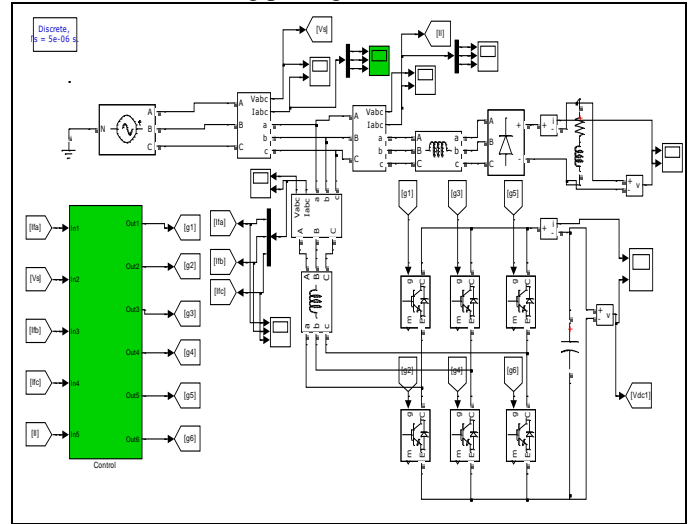 Discrete,
Ts = 5e-06 s.
[Vs]
[Il]
Vabc
Iabc
A
a
B
b
C
c
Vabc
Iabc
A
a
B
b
C
c
N
A
B
C
A
B
C
a
b
c
A
B
C
+
-
+
-
i
+
-
v
Vabc
Iabc
a
b
c
A
B
C
[g1]
[g3]
[g5]
[Ifa]
[Ifb]
[Ifc]
A
B
C
a
b
c
g
C
E
g
C
E
g
C
E
+
-
i
+
-
v
[Vdc1]
[g2]
[g4]
[g6]
g
C
E
g
C
E
g
C
E
[Ifa]
In1
Out1
[g1]
[Vs]
In2
Out2
[g2]
[Ifb]
In3
Out3
[g3]
[Ifc]
In4
Out4
[g4]
[Il]
In5
Out5
[g5]
Out6
[g6]
Control